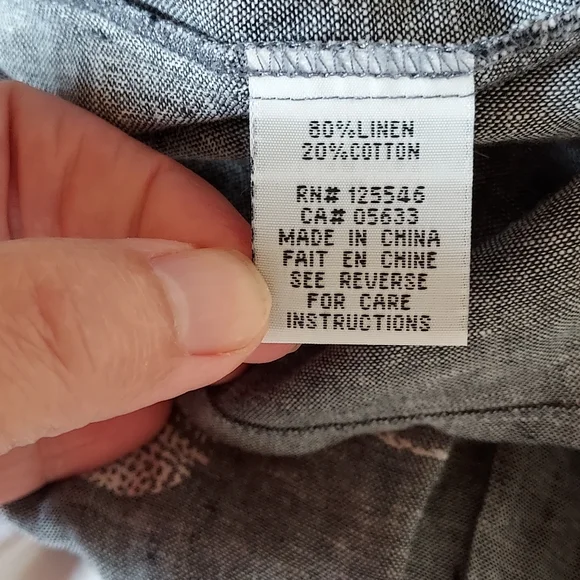 80%LINEN
20%COTTON
RN# 125546
CA# 05633
MADE IN CHINA
FAIT EN CHINE
SEE REVERSE
FOR CARE
INSTRUCTIONS